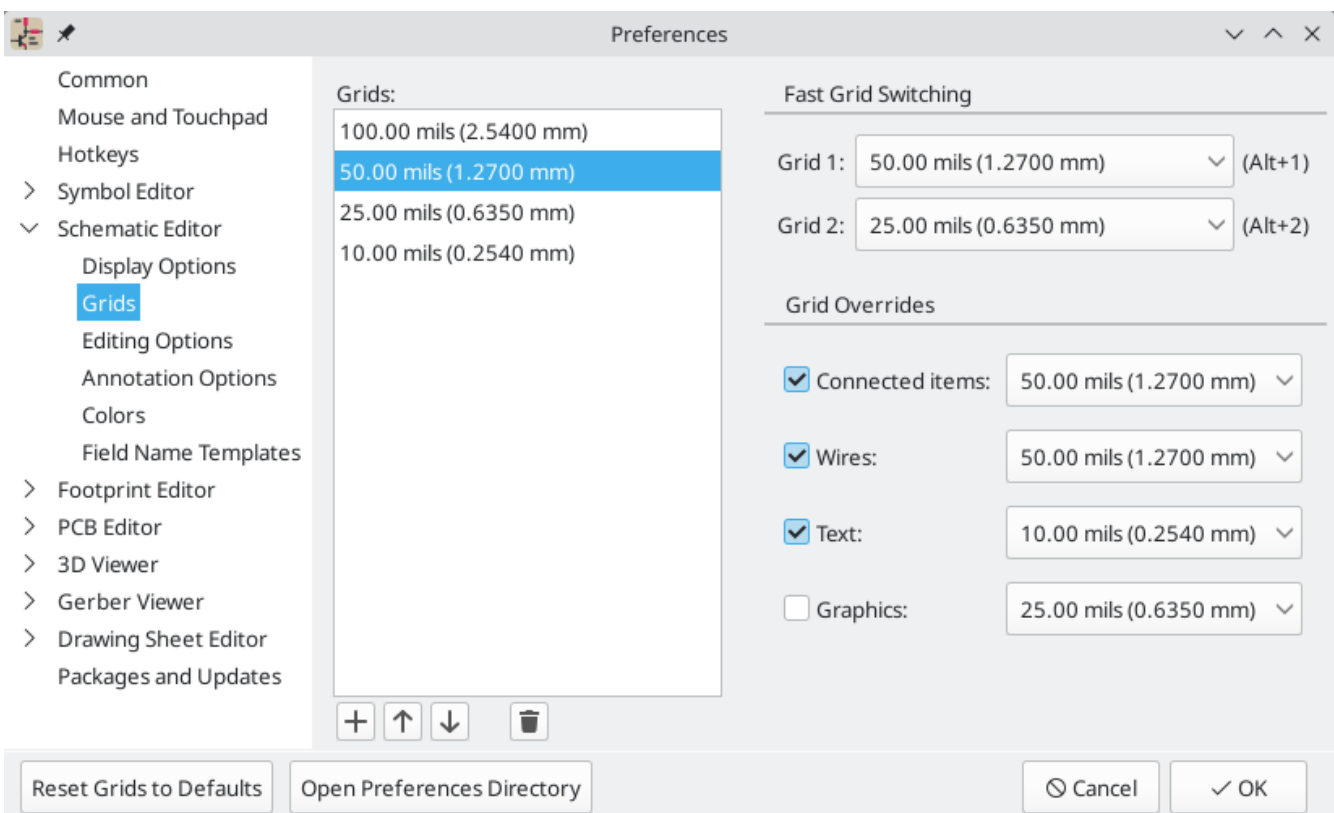 Preferences
Common
Mouse and Touchpad
Hotkeys
Symbol Editor
Schematic Editor
Display Options
Grids
Editing Options
Annotation Options
Colors
Field Name Templates
Footprint Editor
PCB Editor
3D Viewer
Gerber Viewer
Drawing Sheet Editor
Packages and Updates
Grids:
100.00 mils (2.5400 mm)
50.00 mils (1.2700 mm)
25.00 mils (0.6350 mm)
10.00 mils (0.2540 mm)
Fast Grid Switching
Grid 1: 50.00 mils (1.2700 mm) (Alt+1)
Grid 2: 25.00 mils (0.6350 mm) (Alt+2)
Grid Overrides
Connected items: 50.00 mils (1.2700 mm)
Wires: 50.00 mils (1.2700 mm)
Text: 10.00 mils (0.2540 mm)
Graphics: 25.00 mils (0.6350 mm)
Reset Grids to Defaults Open Preferences Directory Cancel OK